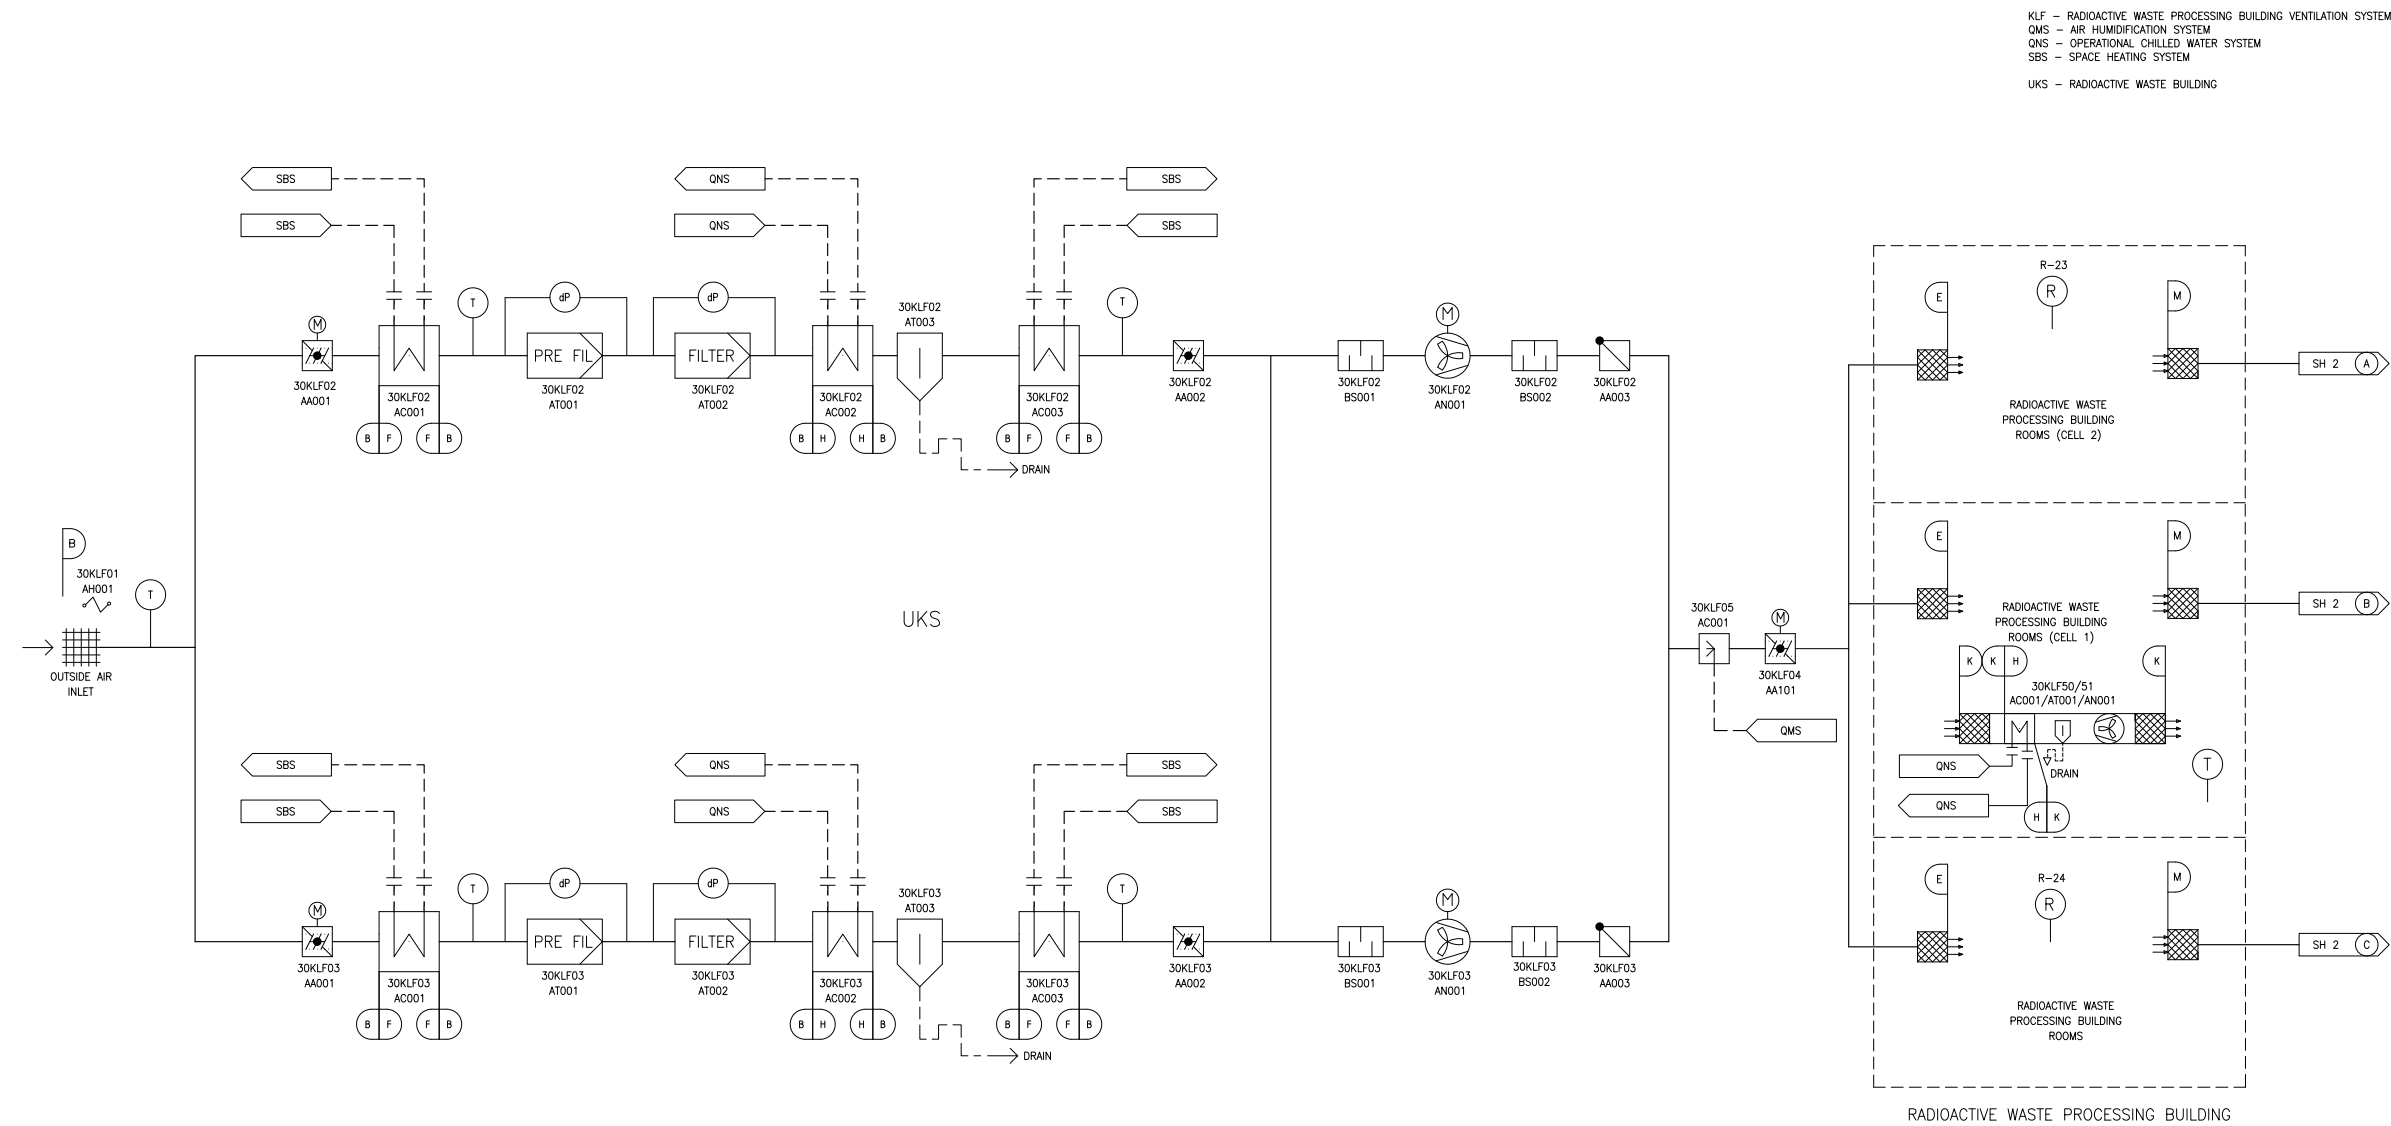 KLF – RADIOACTIVE WASTE PROCESSING BUILDING VENTILATION SYSTEM
QMS – AIR HUMIDIFICATION SYSTEM
QNS – OPERATIONAL CHILLED WATER SYSTEM
SBS – SPACE HEATING SYSTEM
UKS – RADIOACTIVE WASTE BUILDING
SBS
QNS
SBS
SBS
QNS
SBS
T
dP
dP
30KLF02
AT003
T
M
M
PRE FIL
FILTER
30KLF02
AA001
30KLF02
AC001
30KLF02
AT001
30KLF02
AT002
30KLF02
AC002
30KLF02
AC003
30KLF02
AA002
30KLF02
BS001
30KLF02
AN001
30KLF02
BS002
30KLF02
AA003
B F F B
B H H B
B F F B
DRAIN
B
30KLF01
AH001
T
OUTSIDE AIR
INLET
UKS
30KLF05
AC001
M
30KLF04
AA101
QMS
SBS
QNS
SBS
SBS
QNS
SBS
T
dP
dP
30KLF03
AT003
T
M
M
PRE FIL
FILTER
30KLF03
AA001
30KLF03
AC001
30KLF03
AT001
30KLF03
AT002
30KLF03
AC002
30KLF03
AC003
30KLF03
AA002
30KLF03
BS001
30KLF03
AN001
30KLF03
BS002
30KLF03
AA003
B F F B
B H H B
B F F B
DRAIN
R–23
E
R
M
SH 2 A
RADIOACTIVE WASTE
PROCESSING BUILDING
ROOMS (CELL 2)
E
M
SH 2 B
RADIOACTIVE WASTE
PROCESSING BUILDING
ROOMS (CELL 1)
K K H
K
30KLF50/51
AC001/AT001/AN001
QNS
DRAIN
T
QNS
H K
R–24
E
R
M
SH 2 C
RADIOACTIVE WASTE
PROCESSING BUILDING
ROOMS
RADIOACTIVE WASTE PROCESSING BUILDING